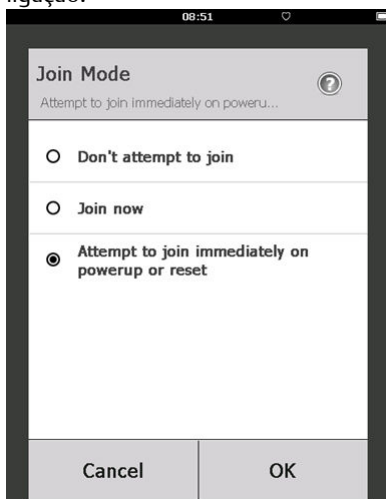 ligação.
08:51
Join Mode
Attempt to join immediately on poweru...
?
Don't attempt to join
Join now
Attempt to join immediately on
powerup or reset
Cancel
OK